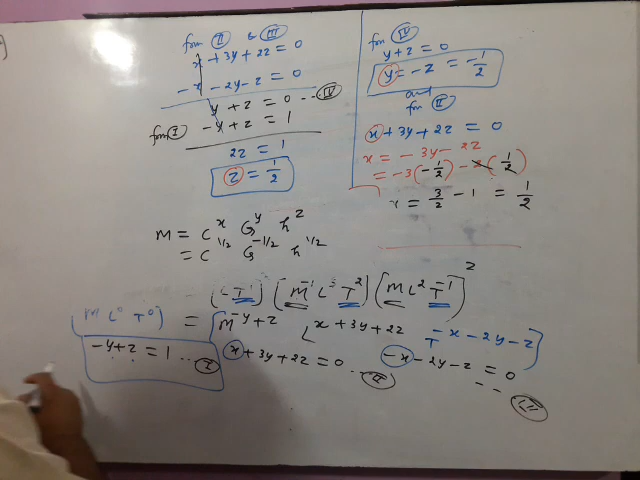 from II & III
x + 3y + 2z = 0
- x - 2y - z = 0
y + z = 0 -- IV
from I - y + z = 1
2z = 1
z = 1/2
from IV
y + z = 0
y = - z = - 1/2
and
from II
x + 3y + 2z = 0
x = - 3y - 2z
= -3(-1/2) - 2(1/2)
x = 3/2 - 1 = 1/2
M = C^x G^y h^z
= C^1/2 G^-1/2 h^1/2
(L T^-1) (M^-1 L^3 T^-2) (M L^2 T^-1)^z
[M L^0 T^0] = [M^-y+z L^x+3y+2z T^-x-2y-z]
-y+z = 1 ... I x + 3y + 2z = 0 ... II -x - 2y - z = 0
-- III